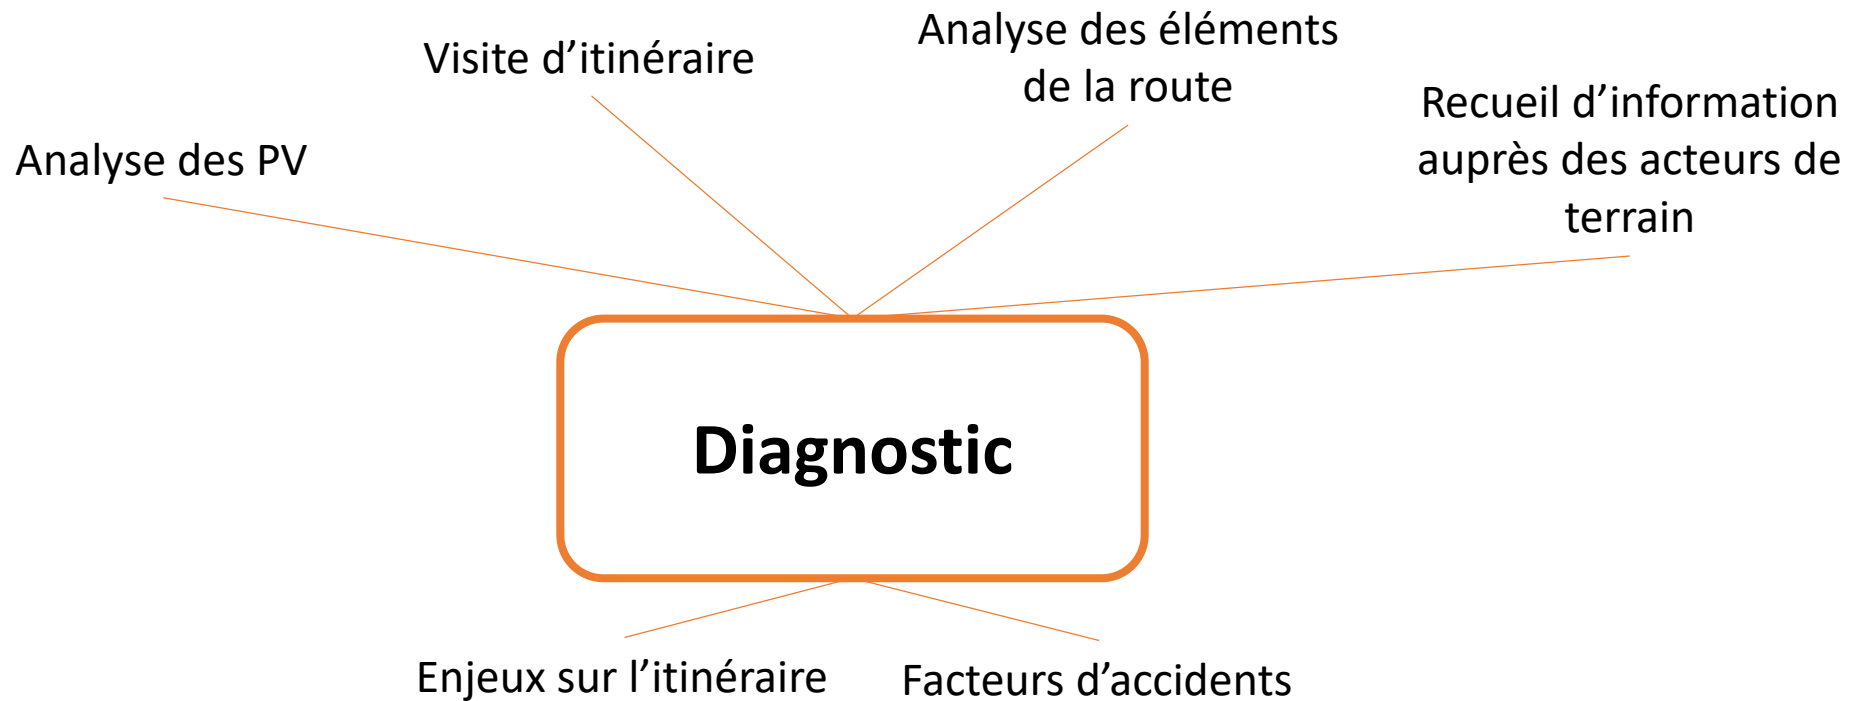 Analyse des PV
Visite d’itinéraire
Analyse des éléments
de la route
Recueil d’information
auprès des acteurs de
terrain
Diagnostic
Enjeux sur l’itinéraire
Facteurs d’accidents